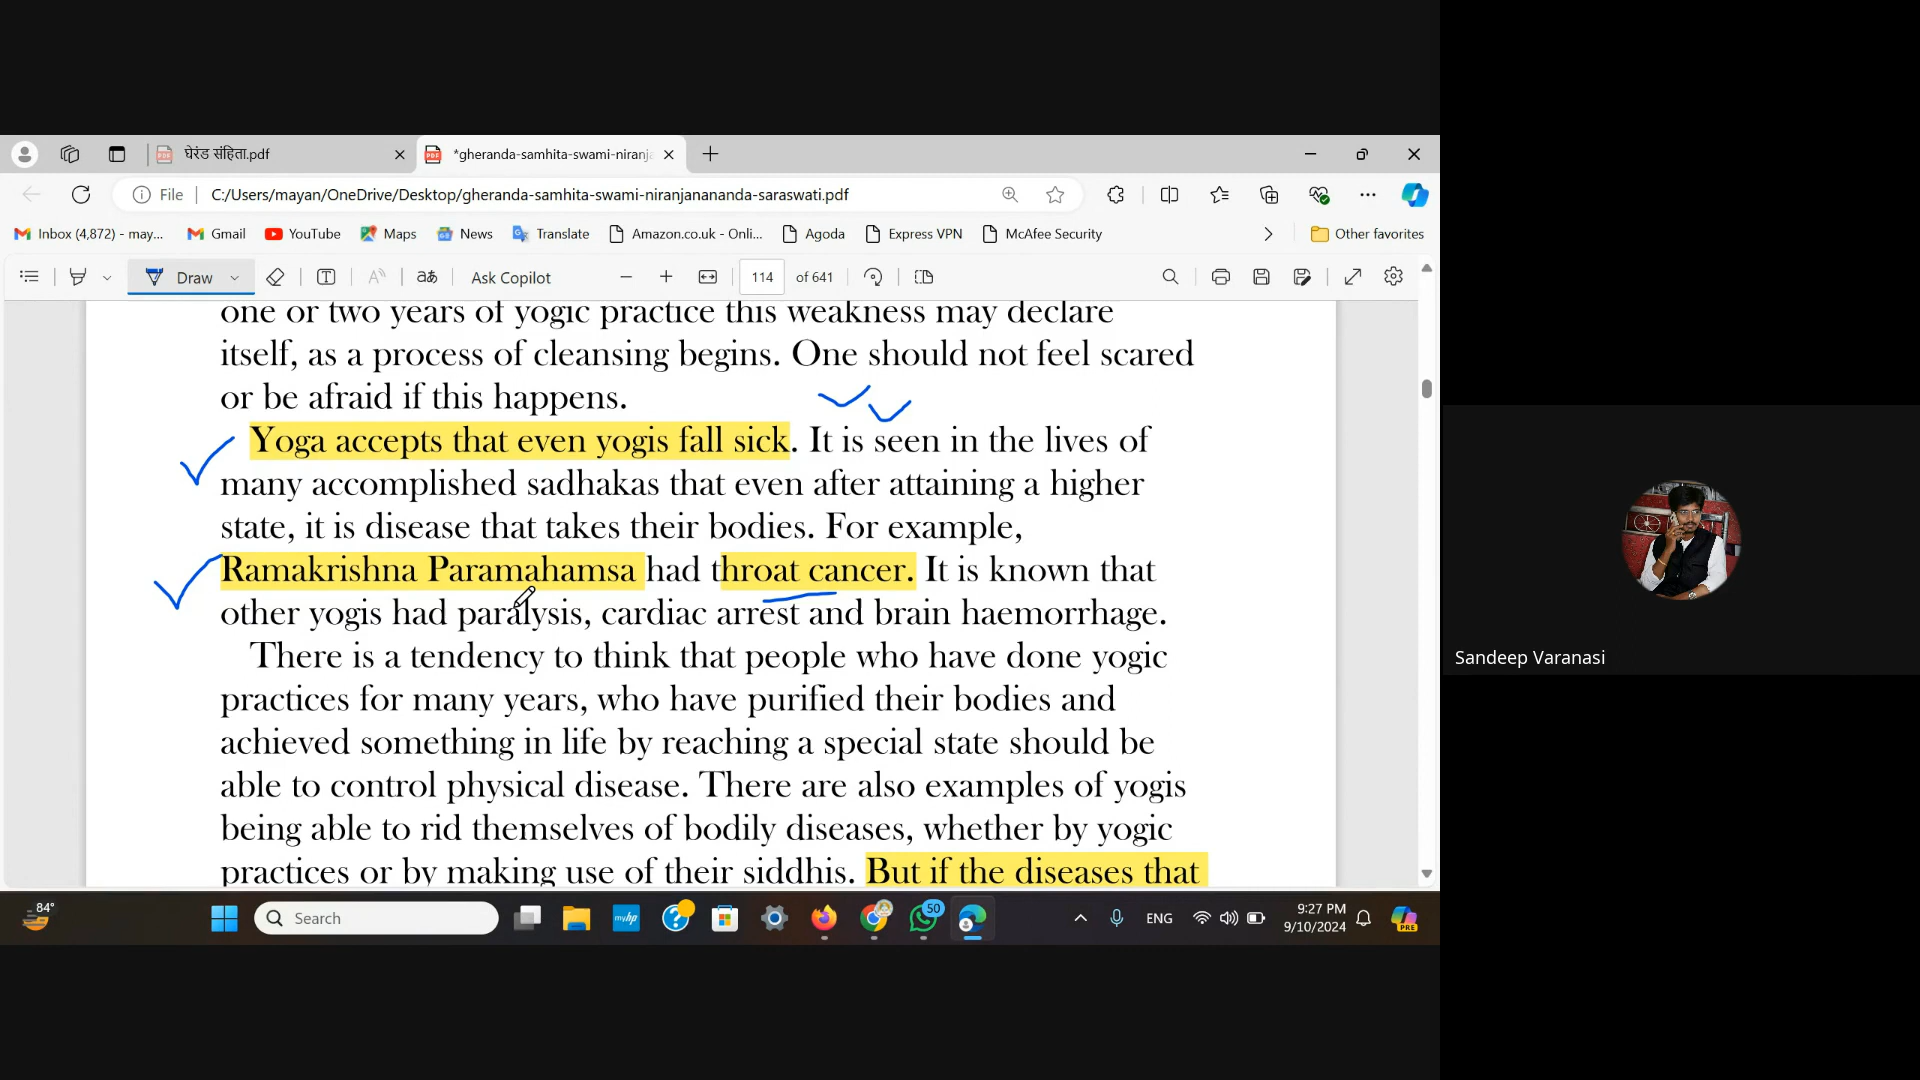 घेरंड संहिता.pdf
*gheranda-samhita-swami-niranj
File C:/Users/mayan/OneDrive/Desktop/gheranda-samhita-swami-niranjanananda-saraswati.pdf
Inbox (4,872) - may... Gmail YouTube Maps News Translate Amazon.co.uk - Onli... Agoda Express VPN McAfee Security Other favorites
Draw Ask Copilot 114 of 641
one or two years of yogic practice this weakness may declare
itself, as a process of cleansing begins. One should not feel scared
or be afraid if this happens.
Yoga accepts that even yogis fall sick. It is seen in the lives of
many accomplished sadhakas that even after attaining a higher
state, it is disease that takes their bodies. For example,
Ramakrishna Paramahamsa had throat cancer. It is known that
other yogis had paralysis, cardiac arrest and brain haemorrhage.
There is a tendency to think that people who have done yogic
practices for many years, who have purified their bodies and
achieved something in life by reaching a special state should be
able to control physical disease. There are also examples of yogis
being able to rid themselves of bodily diseases, whether by yogic
practices or by making use of their siddhis. But if the diseases that
Sandeep Varanasi
84°
Search
myhp
50
ENG
9:27 PM
9/10/2024
PRE